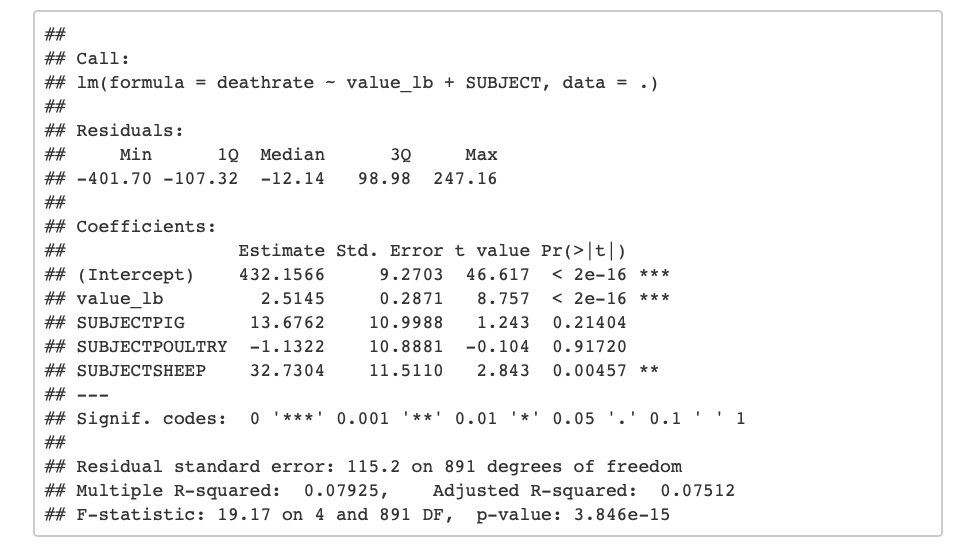 ##
## Call:
## lm(formula = deathrate ~ value_lb + SUBJECT, data = .)
##
## Residuals:
##     Min      1Q  Median      3Q     Max
## -401.70 -107.32  -12.14   98.98  247.16
##
## Coefficients:
##                Estimate Std. Error t value Pr(>|t|)
## (Intercept)    432.1566     9.2703  46.617  < 2e-16 ***
## value_lb         2.5145     0.2871   8.757  < 2e-16 ***
## SUBJECTPIG      13.6762    10.9988   1.243  0.21404
## SUBJECTPOULTRY  -1.1322    10.8881  -0.104  0.91720
## SUBJECTSHEEP    32.7304    11.5110   2.843  0.00457 **
## ---
## Signif. codes:  0 '***' 0.001 '**' 0.01 '*' 0.05 '.' 0.1 ' ' 1
##
## Residual standard error: 115.2 on 891 degrees of freedom
## Multiple R-squared:  0.07925,    Adjusted R-squared:  0.07512
## F-statistic: 19.17 on 4 and 891 DF,  p-value: 3.846e-15